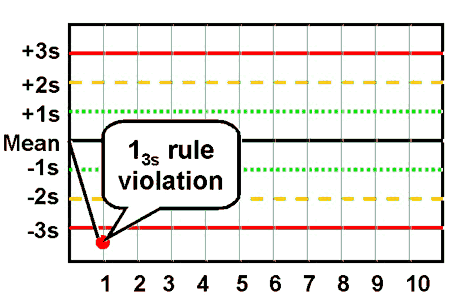 +3s
+2s
+1s
Mean
-1s
-2s
-3s
1₃ₛ rule
violation
1 2 3 4 5 6 7 8 9 10